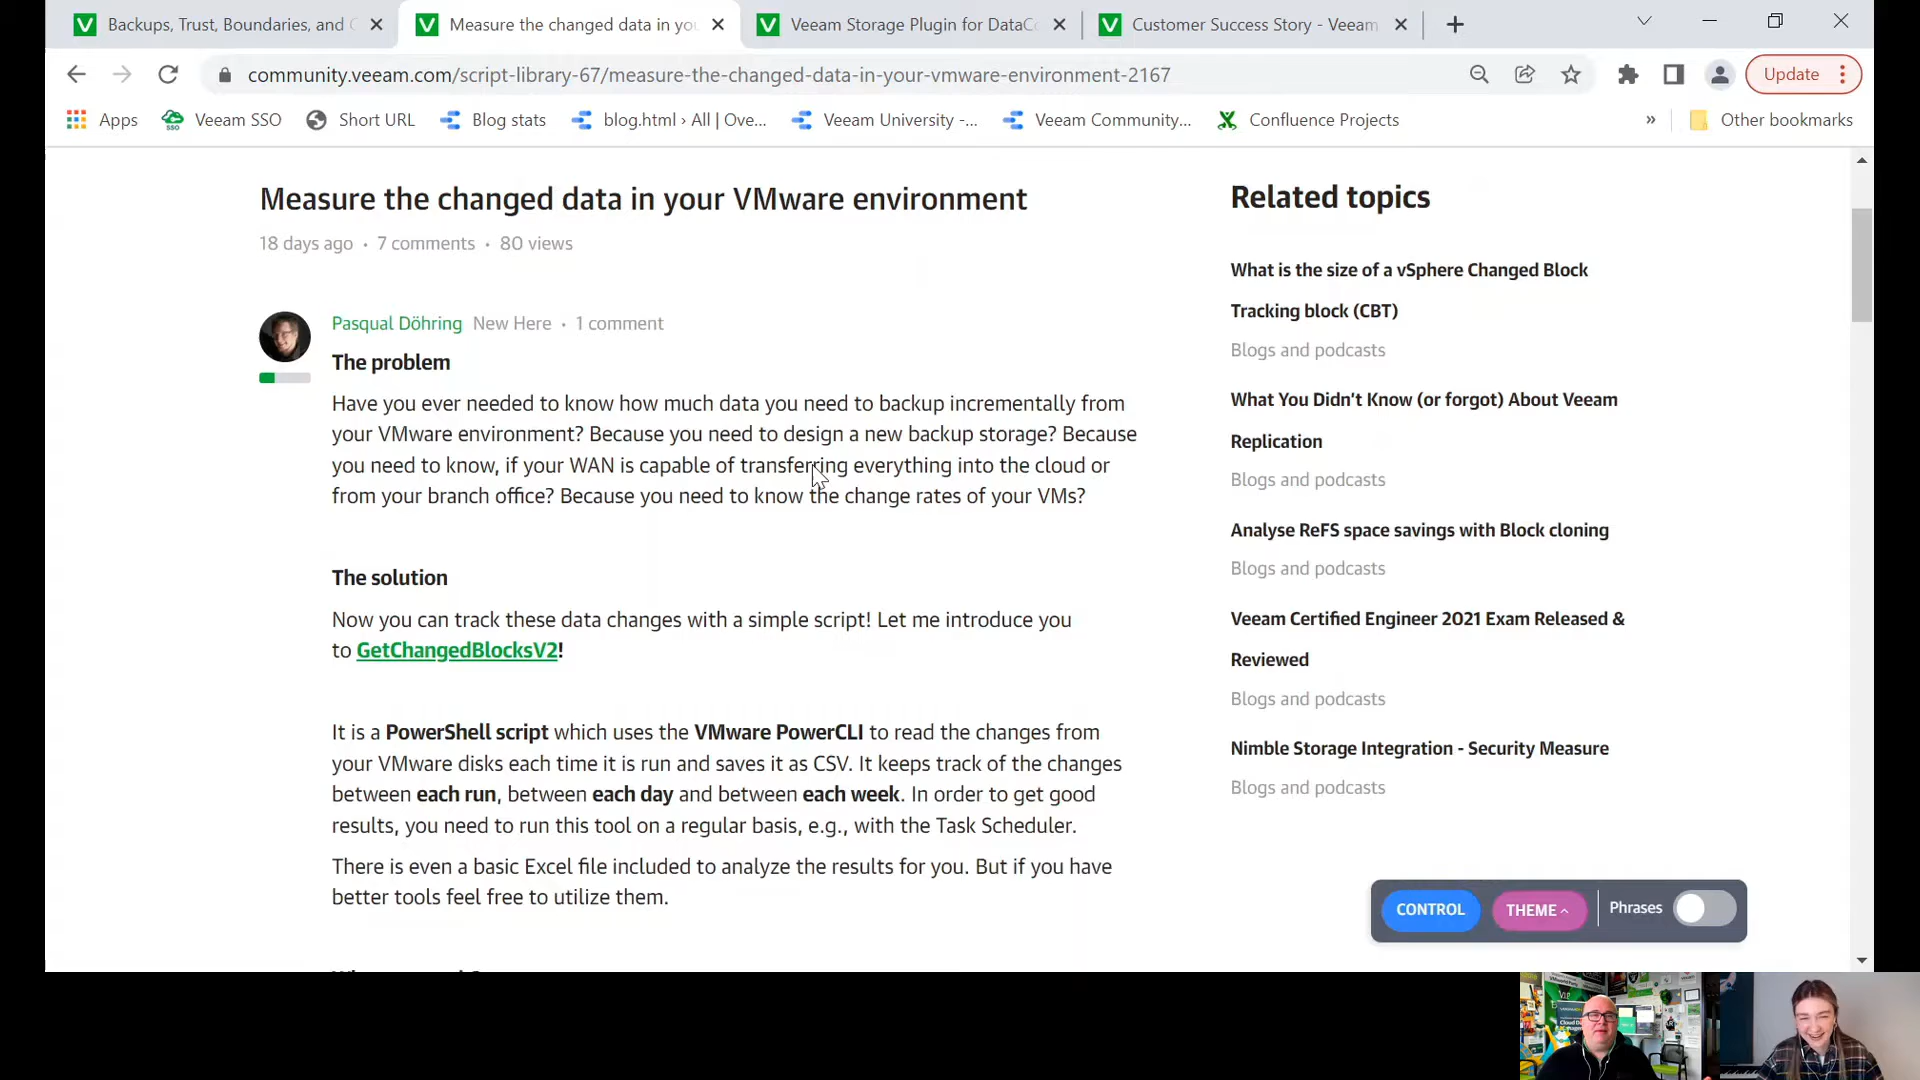 Backups, Trust, Boundaries, and
Measure the changed data in yo
Veeam Storage Plugin for DataC
Customer Success Story - Veeam
community.veeam.com/script-library-67/measure-the-changed-data-in-your-vmware-environment-2167
Update
Apps
Veeam SSO
Short URL
Blog stats
blog.html › All | Ove...
Veeam University -...
Veeam Community...
Confluence Projects
»
Other bookmarks
Measure the changed data in your VMware environment
18 days ago • 7 comments • 80 views
Pasqual Döhring New Here • 1 comment
The problem
Have you ever needed to know how much data you need to backup incrementally from
your VMware environment? Because you need to design a new backup storage? Because
you need to know, if your WAN is capable of transferring everything into the cloud or
from your branch office? Because you need to know the change rates of your VMs?
The solution
Now you can track these data changes with a simple script! Let me introduce you
to GetChangedBlocksV2!
It is a PowerShell script which uses the VMware PowerCLI to read the changes from
your VMware disks each time it is run and saves it as CSV. It keeps track of the changes
between each run, between each day and between each week. In order to get good
results, you need to run this tool on a regular basis, e.g., with the Task Scheduler.
There is even a basic Excel file included to analyze the results for you. But if you have
better tools feel free to utilize them.
Related topics
What is the size of a vSphere Changed Block
Tracking block (CBT)
Blogs and podcasts
What You Didn't Know (or forgot) About Veeam
Replication
Blogs and podcasts
Analyse ReFS space savings with Block cloning
Blogs and podcasts
Veeam Certified Engineer 2021 Exam Released &
Reviewed
Blogs and podcasts
Nimble Storage Integration - Security Measure
Blogs and podcasts
CONTROL
THEME
Phrases